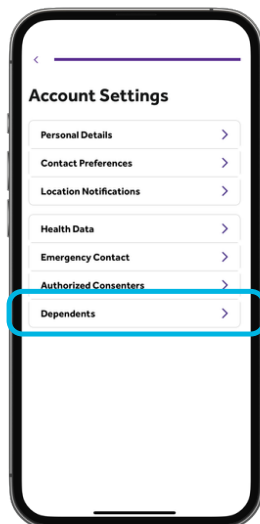 Account Settings
Personal Details
Contact Preferences
Location Notifications
Health Data
Emergency Contact
Authorized Consenters
Dependents